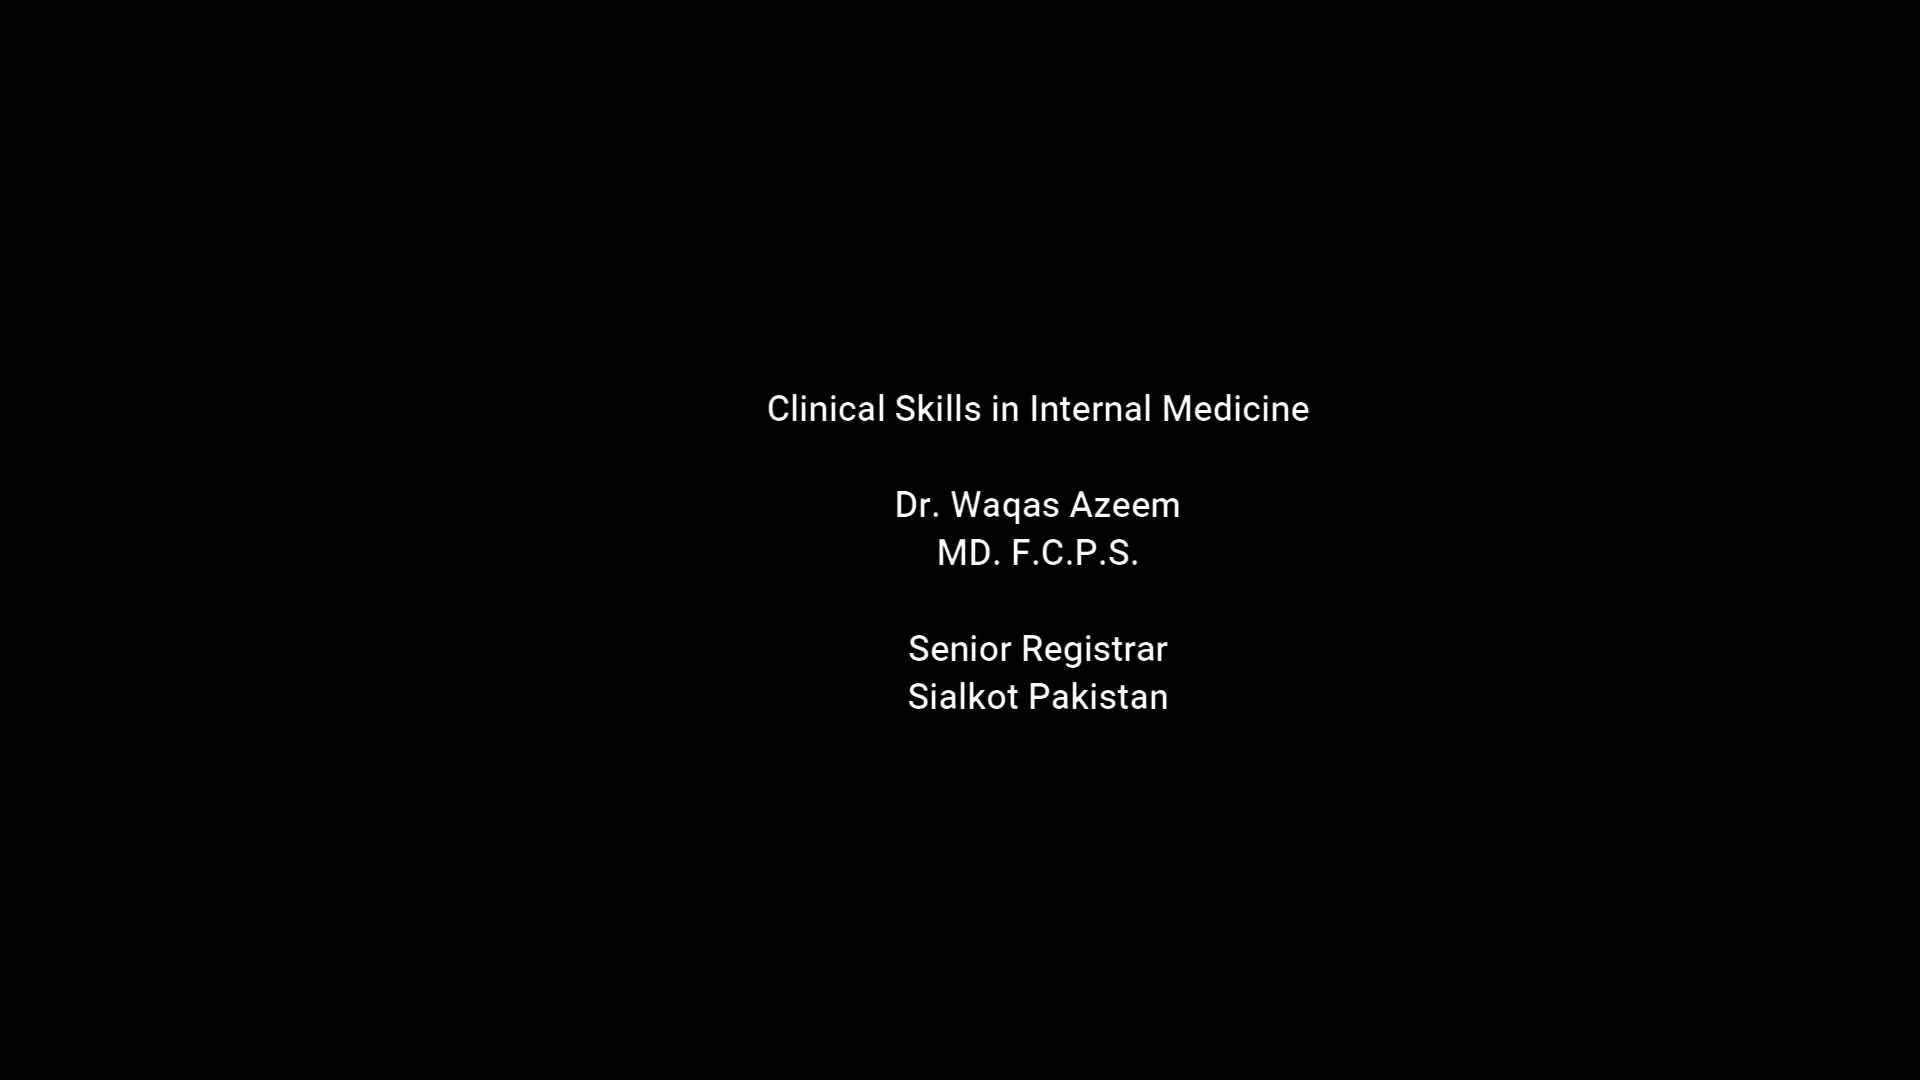 Clinical Skills in Internal Medicine
Dr. Waqas Azeem
MD. F.C.P.S.
Senior Registrar
Sialkot Pakistan